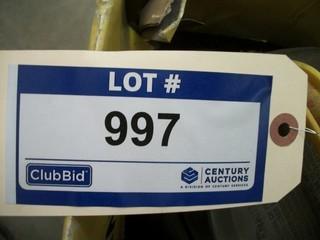 LOT #
997
ClubBid
CENTURY
AUCTIONS
A DIVISION OF CENTURY SERVICES